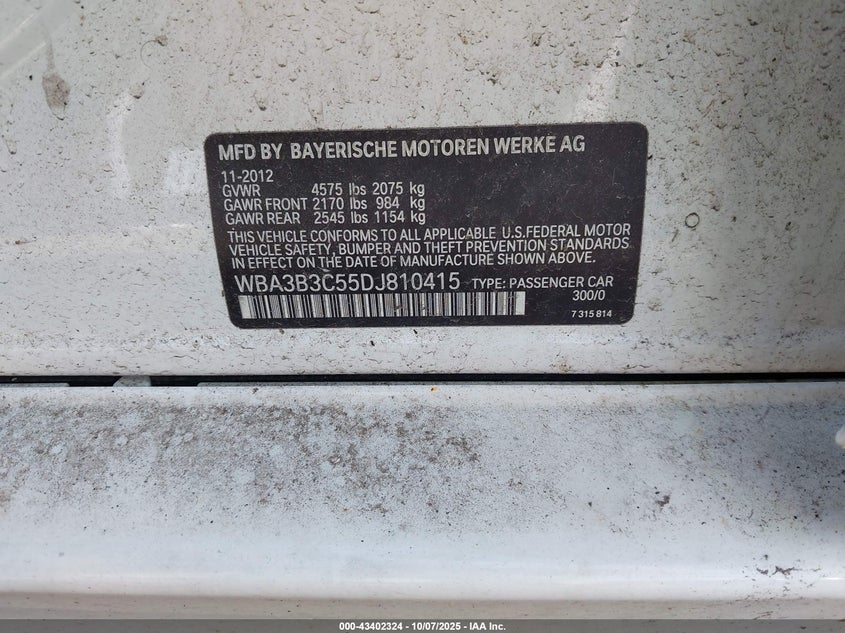 MFD BY BAYERISCHE MOTOREN WERKE AG
11-2012
GVWR 4575 lbs 2075 kg
GAWR FRONT 2170 lbs 984 kg
GAWR REAR 2545 lbs 1154 kg
THIS VEHICLE CONFORMS TO ALL APPLICABLE U.S.FEDERAL MOTOR
VEHICLE SAFETY, BUMPER AND THEFT PREVENTION STANDARDS
IN EFFECT ON THE DATE OF MANUFACTURE SHOWN ABOVE.
WBA3B3C55DJ810415 TYPE: PASSENGER CAR
300/0
7 315 814
000-43402324 - 10/07/2025 - IAA Inc.